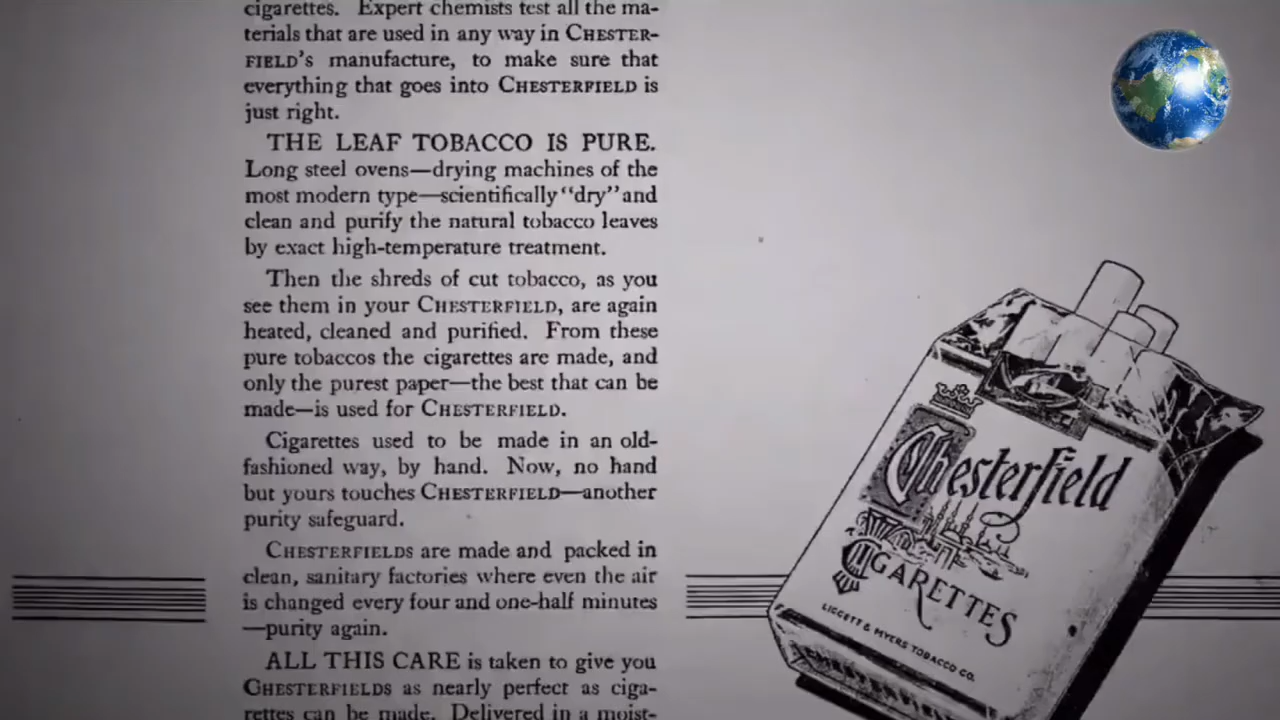 cigarettes. Expert chemists test all the ma-
terials that are used in any way in CHESTER-
FIELD's manufacture, to make sure that
everything that goes into CHESTERFIELD is
just right.
THE LEAF TOBACCO IS PURE.
Long steel ovens—drying machines of the
most modern type—scientifically "dry" and
clean and purify the natural tobacco leaves
by exact high-temperature treatment.
Then the shreds of cut tobacco, as you
see them in your CHESTERFIELD, are again
heated, cleaned and purified. From these
pure tobaccos the cigarettes are made, and
only the purest paper—the best that can be
made—is used for CHESTERFIELD.
Cigarettes used to be made in an old-
fashioned way, by hand. Now, no hand
but yours touches CHESTERFIELD—another
purity safeguard.
CHESTERFIELDS are made and packed in
clean, sanitary factories where even the air
is changed every four and one-half minutes
—purity again.
ALL THIS CARE is taken to give you
CHESTERFIELDS as nearly perfect as ciga-
rettes can be made. Delivered in a moist-
Chesterfield
CIGARETTES
LIGGETT & MYERS TOBACCO CO.
CHESTERFIELD